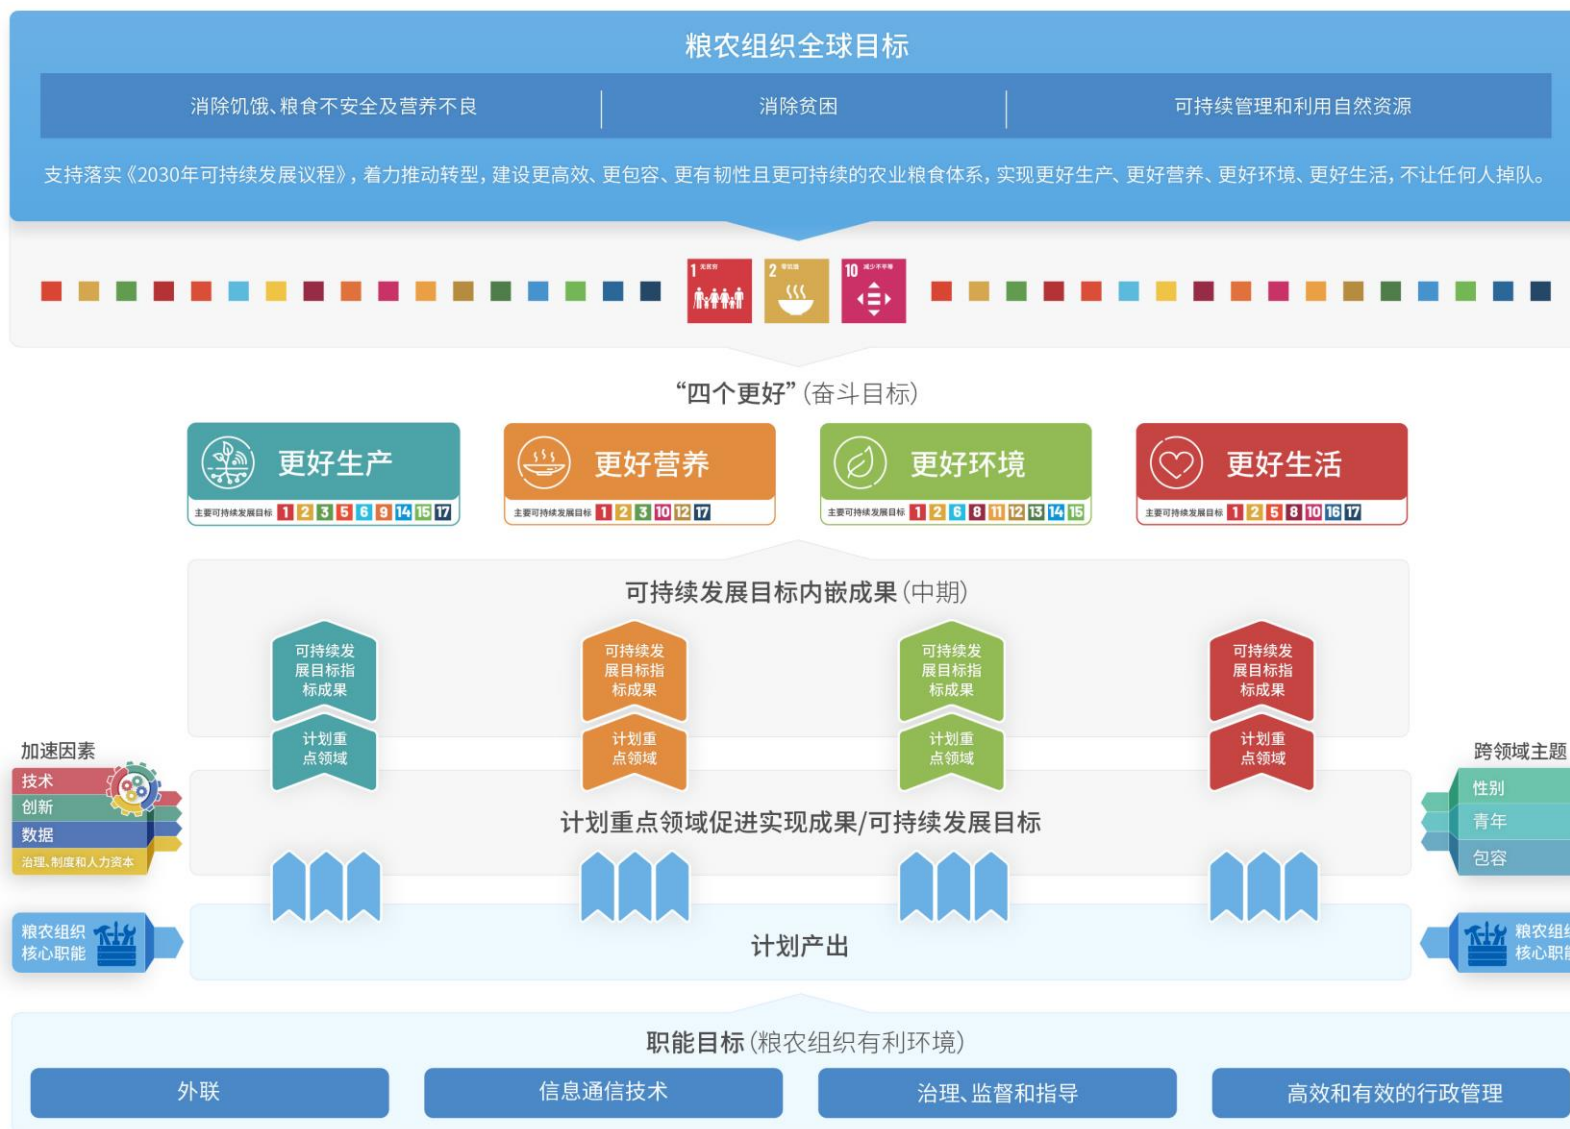 粮农组织全球目标
消除饥饿、粮食不安全及营养不良
消除贫困
可持续管理和利用自然资源
支持落实《2030年可持续发展议程》，着力推动转型，建设更高效、更包容、更有韧性且更可持续的农业粮食体系，实现更好生产、更好营养、更好环境、更好生活，不让任何人掉队。
1 无贫穷
2 零饥饿
10 减少不平等
“四个更好”（奋斗目标）
更好生产
主要可持续发展目标 1 2 3 5 6 9 14 15 17
更好营养
主要可持续发展目标 1 2 3 10 12 17
更好环境
主要可持续发展目标 1 2 6 8 11 12 13 14 15
更好生活
主要可持续发展目标 1 2 5 8 10 16 17
可持续发展目标内嵌成果（中期）
可持续发
展目标指
标成果
可持续发
展目标指
标成果
可持续发
展目标指
标成果
可持续发
展目标指
标成果
计划重
点领域
计划重
点领域
计划重
点领域
计划重
点领域
加速因素
技术
创新
数据
治理、制度和人力资本
计划重点领域促进实现成果/可持续发展目标
跨领域主题
性别
青年
包容
粮农组织
核心职能
计划产出
粮农组织
核心职能
职能目标（粮农组织有利环境）
外联
信息通信技术
治理、监督和指导
高效和有效的行政管理